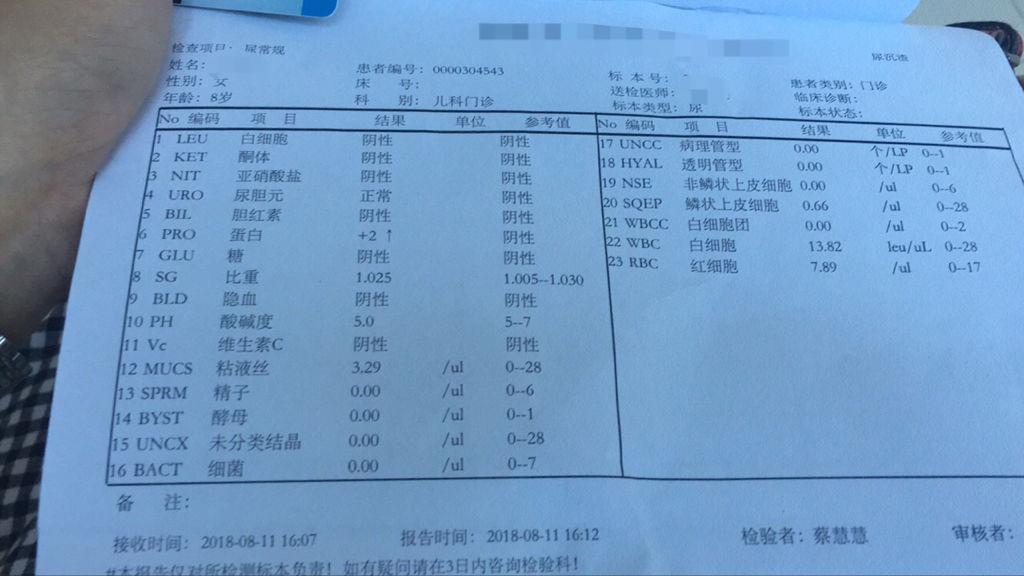 检查项目: 尿常规 尿沉渣
姓名:
性别: 女 患者编号: 0000304543 标本号: 患者类别: 门诊
年龄: 8岁 床 号: 送检医师: 临床诊断:
科 别: 儿科门诊 标本类型: 尿 标本状态:
No 编码 项 目 结果 单位 参考值 No 编码 项 目 结果 单位 参考值
1 LEU 白细胞 阴性 阴性 17 UNCC 病理管型 0.00 个/LP 0--1
2 KET 酮体 阴性 阴性 18 HYAL 透明管型 0.00 个/LP 0--1
3 NIT 亚硝酸盐 阴性 阴性 19 NSE 非鳞状上皮细胞 0.00 /ul 0--6
4 URO 尿胆元 正常 阴性 20 SQEP 鳞状上皮细胞 0.66 /ul 0--28
5 BIL 胆红素 阴性 阴性 21 WBCC 白细胞团 0.00 /ul 0--2
6 PRO 蛋白 +2 ↑ 阴性 22 WBC 白细胞 13.82 leu/uL 0--28
7 GLU 糖 阴性 阴性 23 RBC 红细胞 7.89 /ul 0--17
8 SG 比重 1.025 1.005--1.030
9 BLD 隐血 阴性 阴性
10 PH 酸碱度 5.0 5--7
11 Vc 维生素C 阴性 阴性
12 MUCS 粘液丝 3.29 /ul 0--28
13 SPRM 精子 0.00 /ul 0--6
14 BYST 酵母 0.00 /ul 0--1
15 UNCX 未分类结晶 0.00 /ul 0--28
16 BACT 细菌 0.00 /ul 0--7
备 注:
接收时间: 2018-08-11 16:07 报告时间: 2018-08-11 16:12 检验者: 蔡慧慧 审核者:
#本报告仅对所检测标本负责! 如有疑问请在3日内咨询检验科!